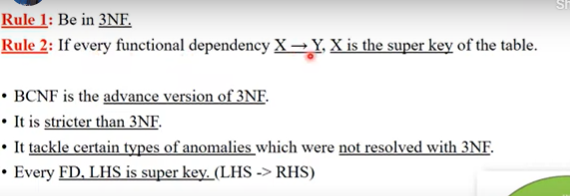 Rule 1: Be in 3NF.
Rule 2: If every functional dependency X → Y, X is the super key of the table.
• BCNF is the advance version of 3NF.
• It is stricter than 3NF.
• It tackle certain types of anomalies which were not resolved with 3NF.
• Every FD, LHS is super key. (LHS -> RHS)